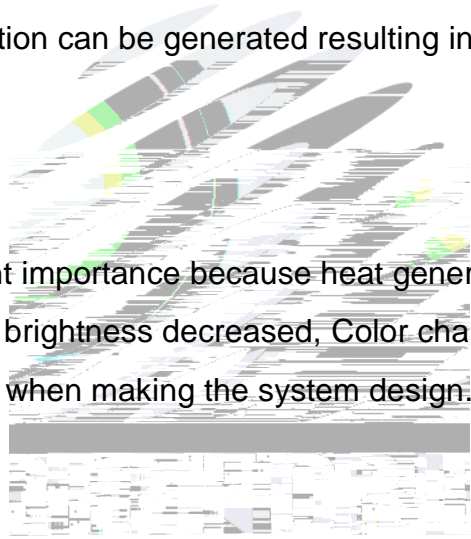 tion can be generated resulting in
nt importance because heat gener
brightness decreased, Color cha
when making the system design.